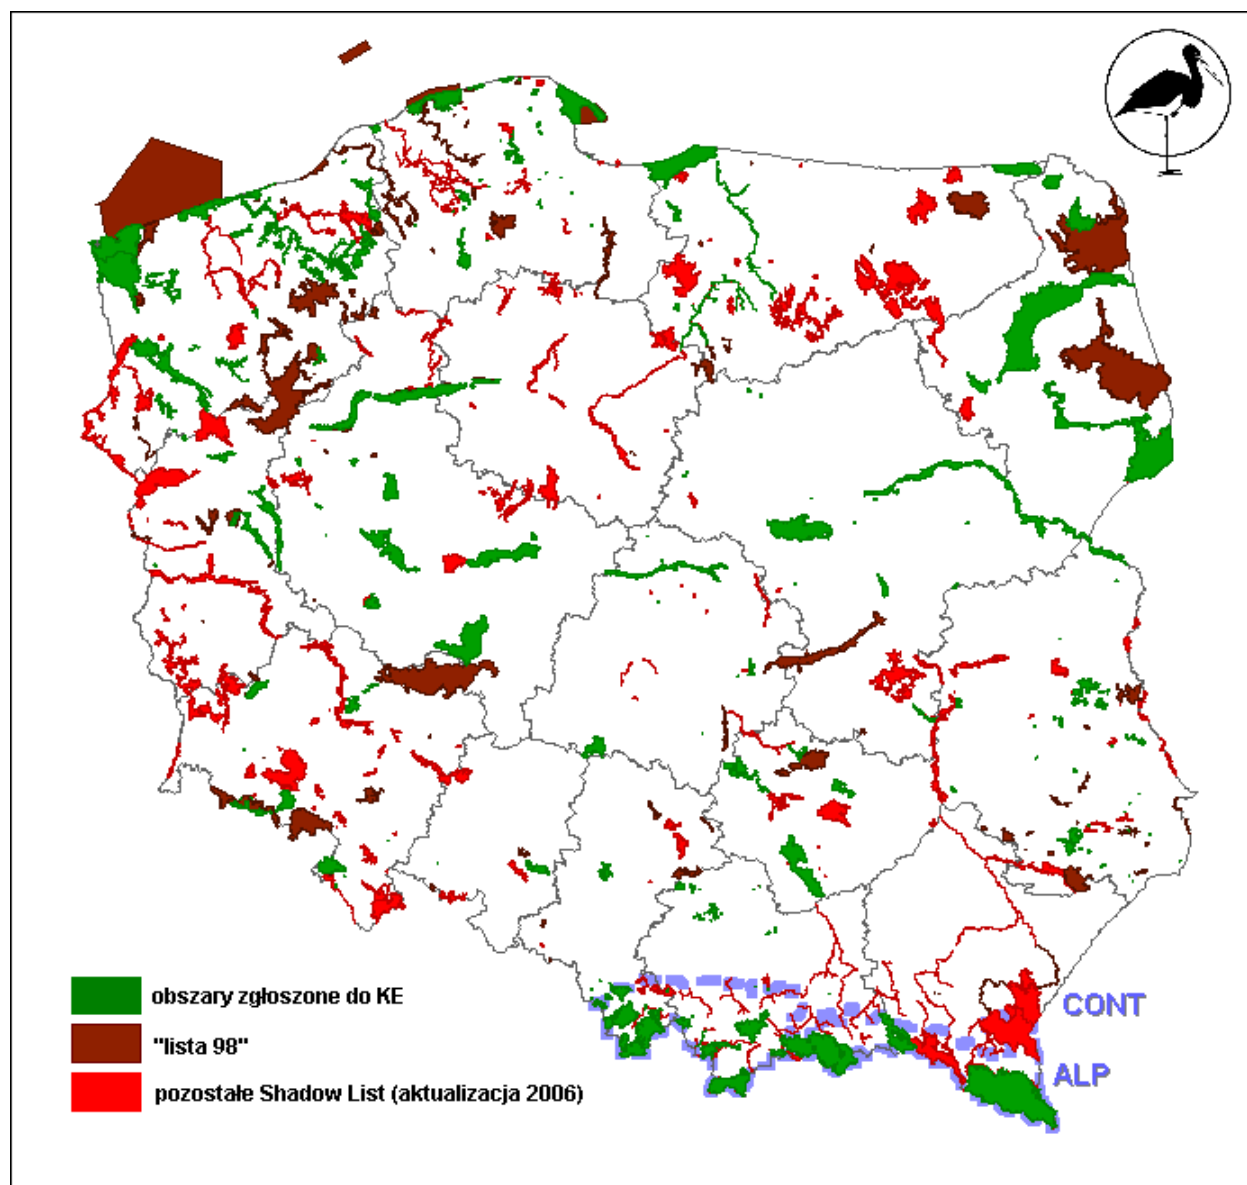 obszary zgłoszone do KE
"lista 98"
pozostałe Shadow List (aktualizacja 2006)
CONT
ALP